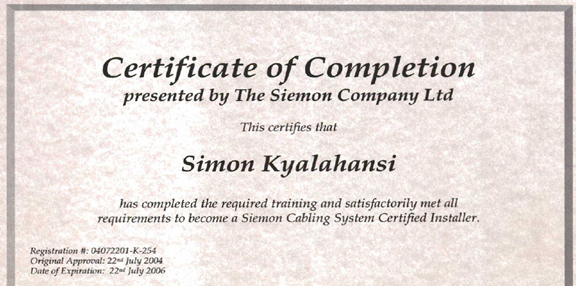 Certificate of Completion
presented by The Siemon Company Ltd
This certifies that
Simon Kyalahansi
has completed the required training and satisfactorily met all
requirements to become a Siemon Cabling System Certified Installer.
Registration #: 04072201-K-254
Original Approval: 22nd July 2004
Date of Expiration: 22nd July 2006